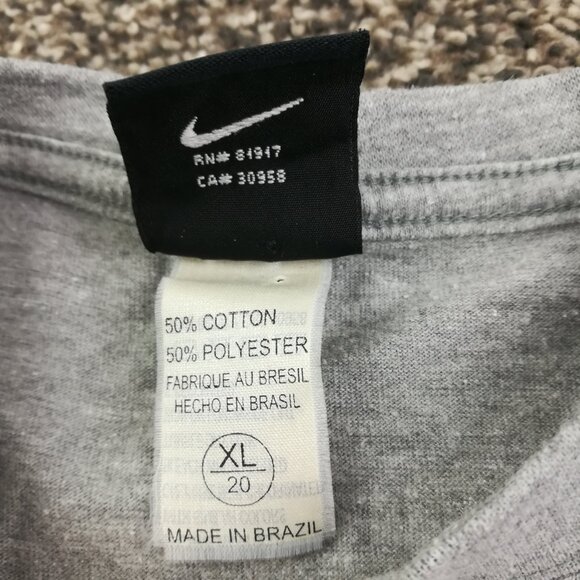 RN# 81917
CA# 30958
50% COTTON
50% POLYESTER
FABRIQUE AU BRESIL
HECHO EN BRASIL
XL
20
MADE IN BRAZIL